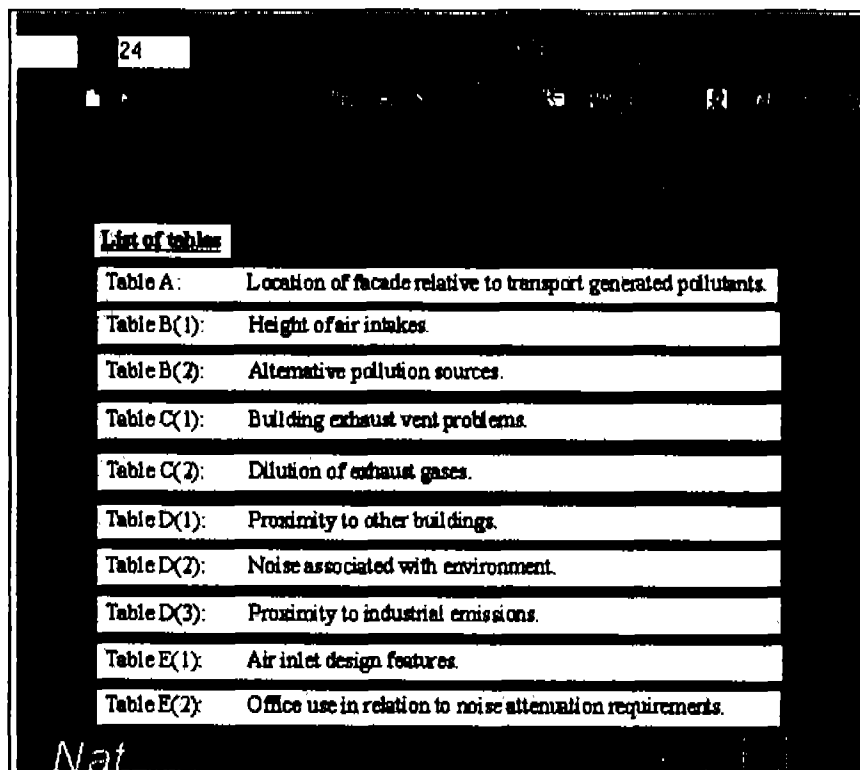 24
List of tables
Table A: Location of facade relative to transport generated pollutants.
Table B(1): Height of air intakes.
Table B(2): Alternative pollution sources.
Table C(1): Building exhaust vent problems.
Table C(2): Dilution of exhaust gases.
Table D(1): Proximity to other buildings.
Table D(2): Noise associated with environment.
Table D(3): Proximity to industrial emissions.
Table E(1): Air inlet design features.
Table E(2): Office use in relation to noise attenuation requirements.
Nat